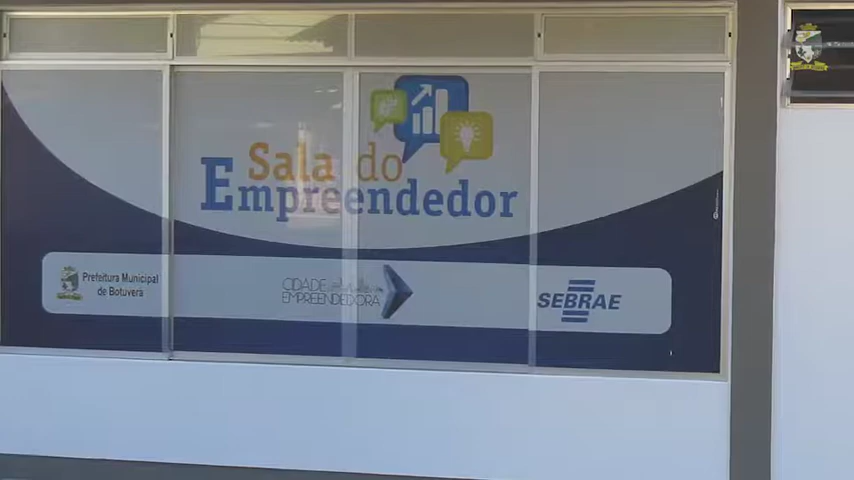 Sala do
Empreendedor
Prefeitura Municipal
de Botuverá
CIDADE
EMPREENDEDORA
SEBRAE